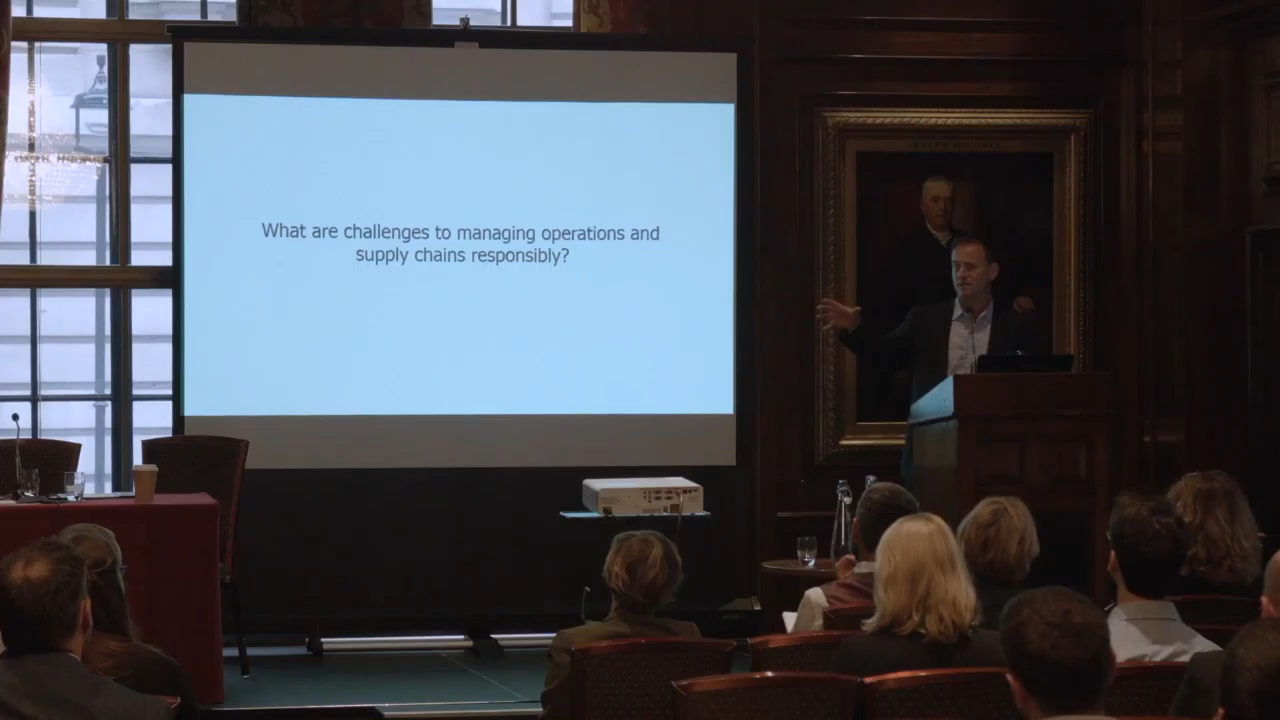 What are challenges to managing operations and
supply chains responsibly?